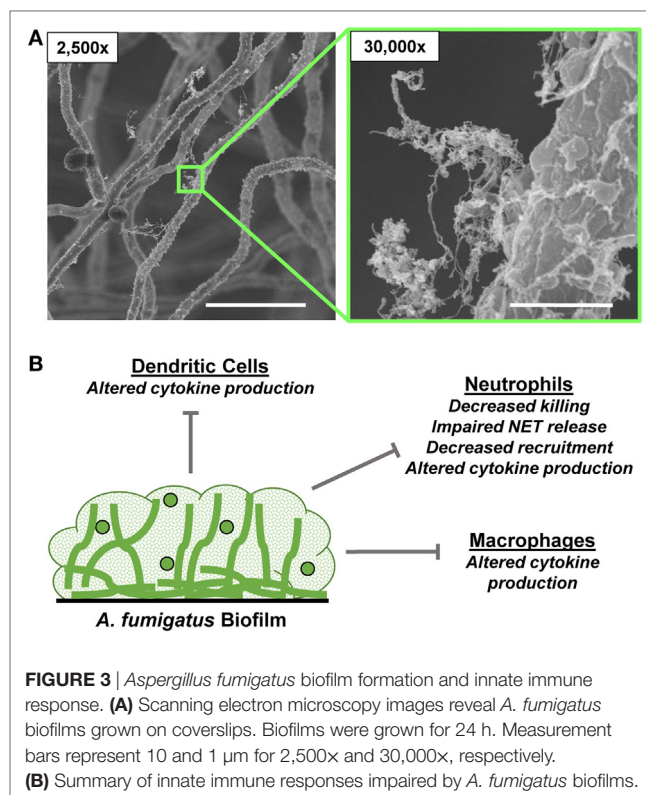 A
2,500x
30,000x
B
Dendritic Cells
Altered cytokine production
Neutrophils
Decreased killing
Impaired NET release
Decreased recruitment
Altered cytokine production
Macrophages
Altered cytokine
production
A. fumigatus Biofilm
FIGURE 3 | Aspergillus fumigatus biofilm formation and innate immune
response. (A) Scanning electron microscopy images reveal A. fumigatus
biofilms grown on coverslips. Biofilms were grown for 24 h. Measurement
bars represent 10 and 1 µm for 2,500× and 30,000×, respectively.
(B) Summary of innate immune responses impaired by A. fumigatus biofilms.